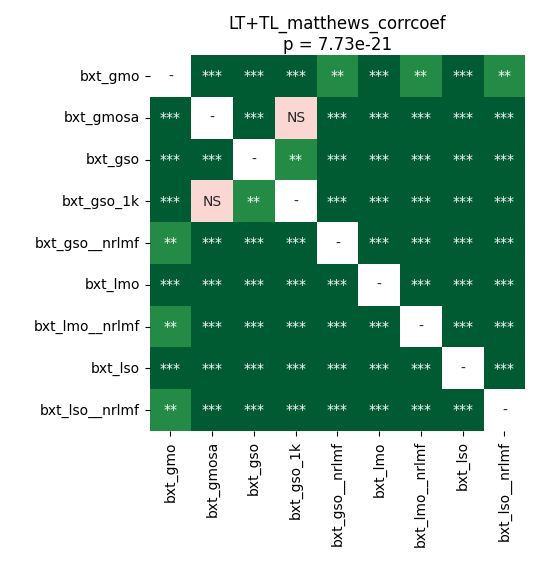 LT+TL_matthews_corrcoef
p = 7.73e-21
bxt_gmo - *** *** *** ** *** ** *** **
bxt_gmosa *** - *** NS *** *** *** *** ***
bxt_gso *** *** - ** *** *** *** *** ***
bxt_gso_1k *** NS ** - *** *** *** *** ***
bxt_gso__nrlmf ** *** *** *** - *** *** *** ***
bxt_lmo *** *** *** *** *** - *** *** ***
bxt_lmo__nrlmf ** *** *** *** *** *** - *** ***
bxt_lso *** *** *** *** *** *** *** - ***
bxt_lso__nrlmf ** *** *** *** *** *** *** *** -
bxt_gmo
bxt_gmosa
bxt_gso
bxt_gso_1k
bxt_gso__nrlmf
bxt_lmo
bxt_lmo__nrlmf
bxt_lso
bxt_lso__nrlmf